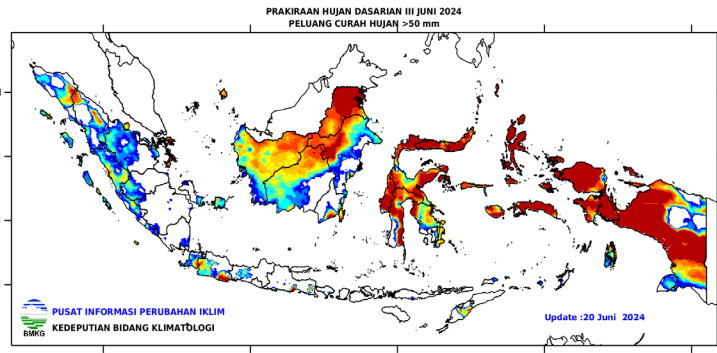 PRAKIRAAN HUJAN DASARIAN III JUNI 2024
PELUANG CURAH HUJAN >50 mm
PUSAT INFORMASI PERUBAHAN IKLIM
Update :20 Juni 2024
KEDEPUTIAN BIDANG KLIMATOLOGI
BMKG